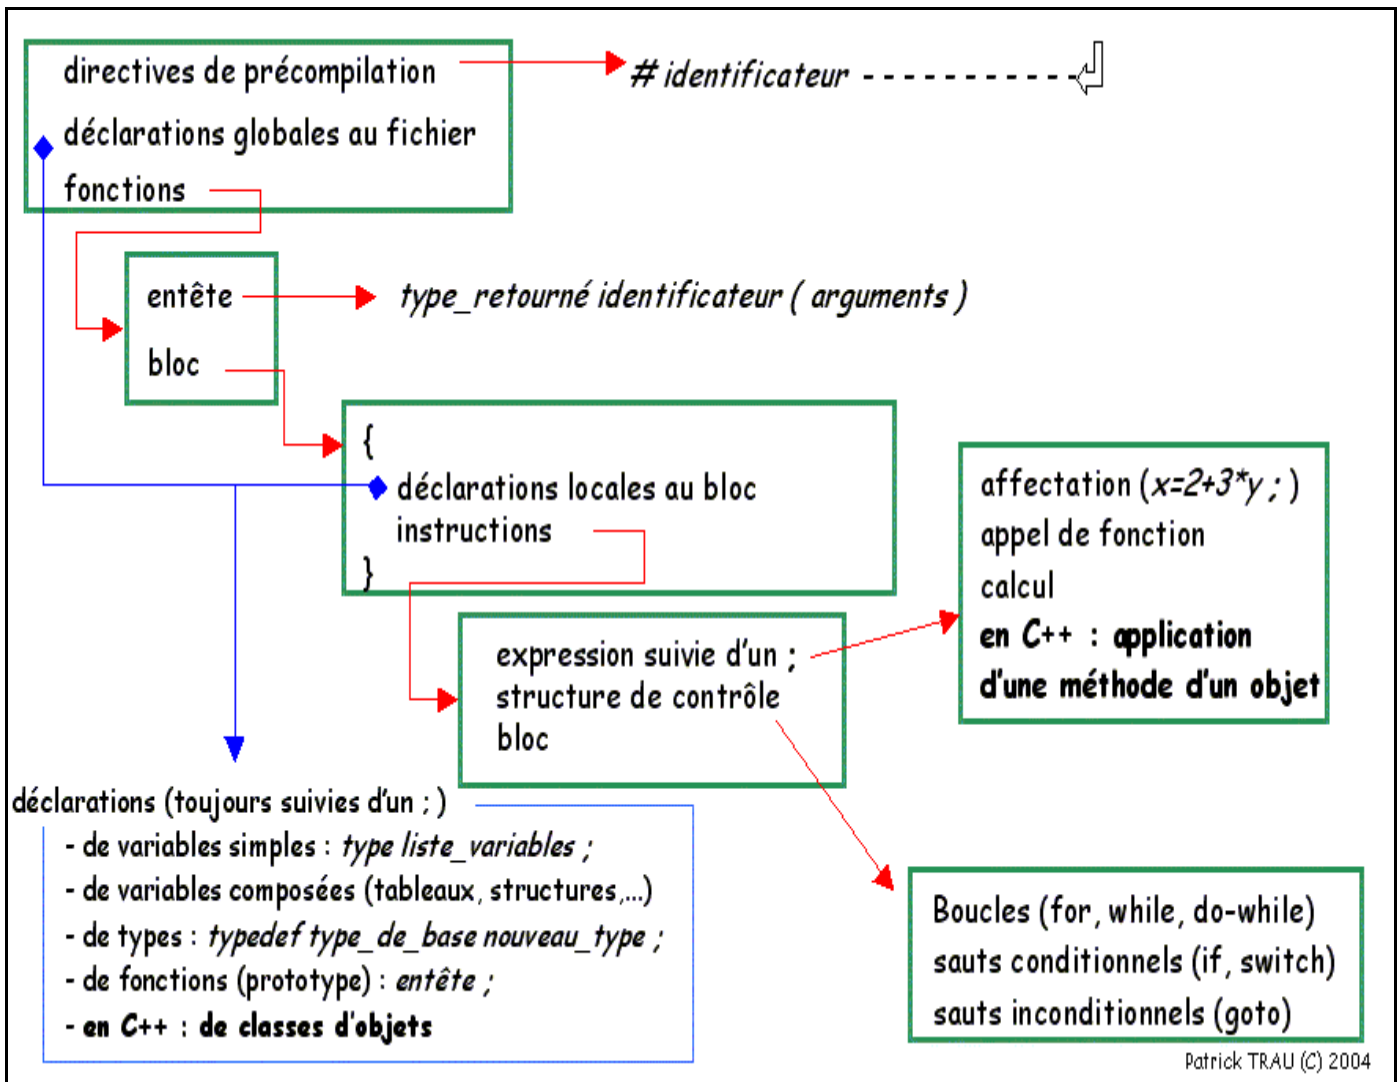 directives de précompilation
# identificateur
déclarations globales au fichier
fonctions
entête
type_retourné identificateur ( arguments )
bloc
{
déclarations locales au bloc
instructions
}
affectation (x=2+3*y ; )
appel de fonction
calcul
en C++ : application
d'une méthode d'un objet
expression suivie d'un ;
structure de contrôle
bloc
déclarations (toujours suivies d'un ; )
- de variables simples : type liste_variables ;
- de variables composées (tableaux, structures,...)
- de types : typedef type_de_base nouveau_type ;
- de fonctions (prototype) : entête ;
- en C++ : de classes d'objets
Boucles (for, while, do-while)
sauts conditionnels (if, switch)
sauts inconditionnels (goto)
Patrick TRAU (C) 2004